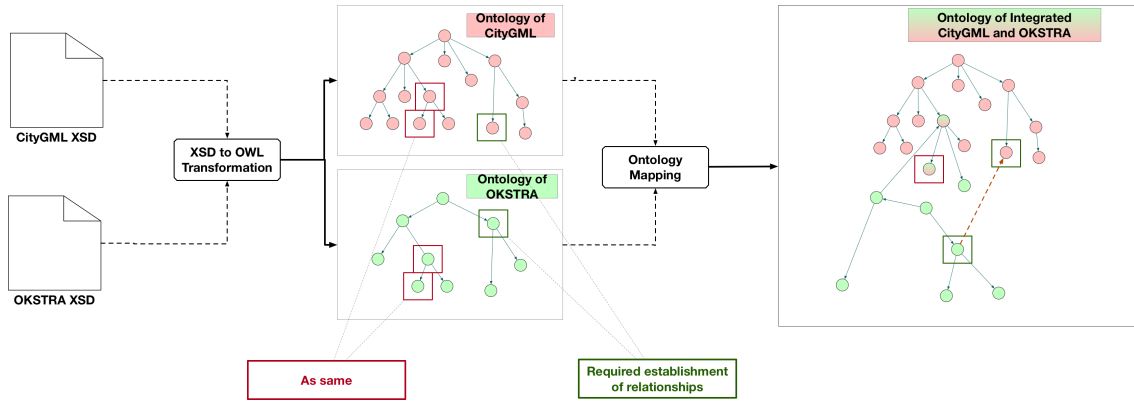 CityGML XSD
OKSTRA XSD
XSD to OWL
Transformation
Ontology of
CityGML
Ontology of
OKSTRA
Ontology
Mapping
Ontology of Integrated
CityGML and OKSTRA
As same
Required establishment
of relationships